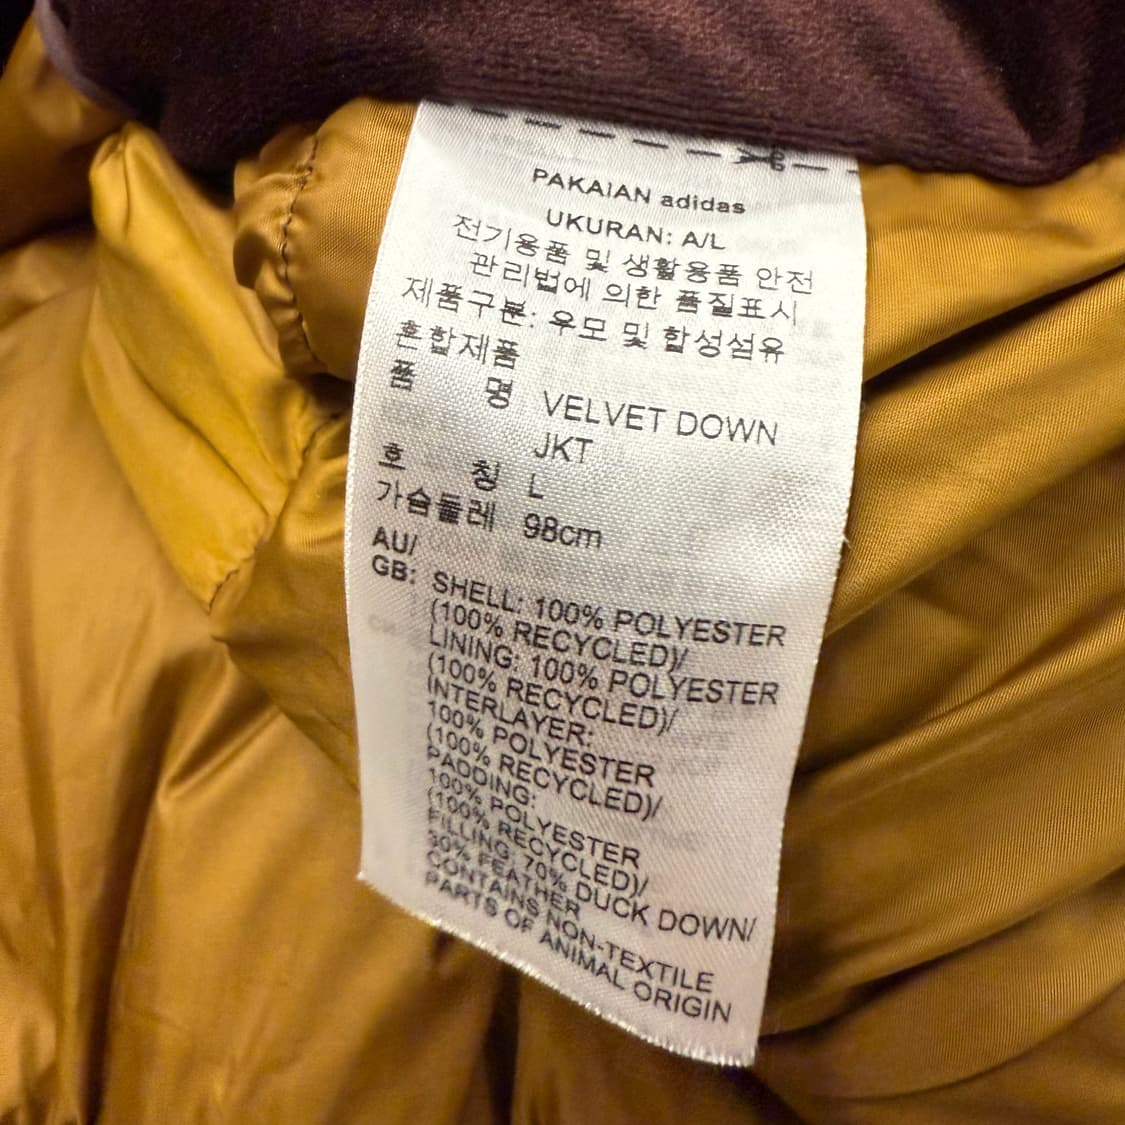 PAKAIAN adidas
UKURAN: A/L
전기용품 및 생활용품 안전
관리법에 의한 품질표시
제품구분: 우모 및 합성섬유
혼합제품
품 명 VELVET DOWN
JKT
호 칭 L
가슴둘레 98cm
AU/
GB: SHELL: 100% POLYESTER
(100% RECYCLED)/
LINING: 100% POLYESTER
(100% RECYCLED)/
INTERLAYER:
100% POLYESTER
(100% RECYCLED)/
PADDING:
100% POLYESTER
(100% RECYCLED)/
FILLING: 70% DUCK DOWN/
30% FEATHER
CONTAINS NON-TEXTILE
PARTS OF ANIMAL ORIGIN